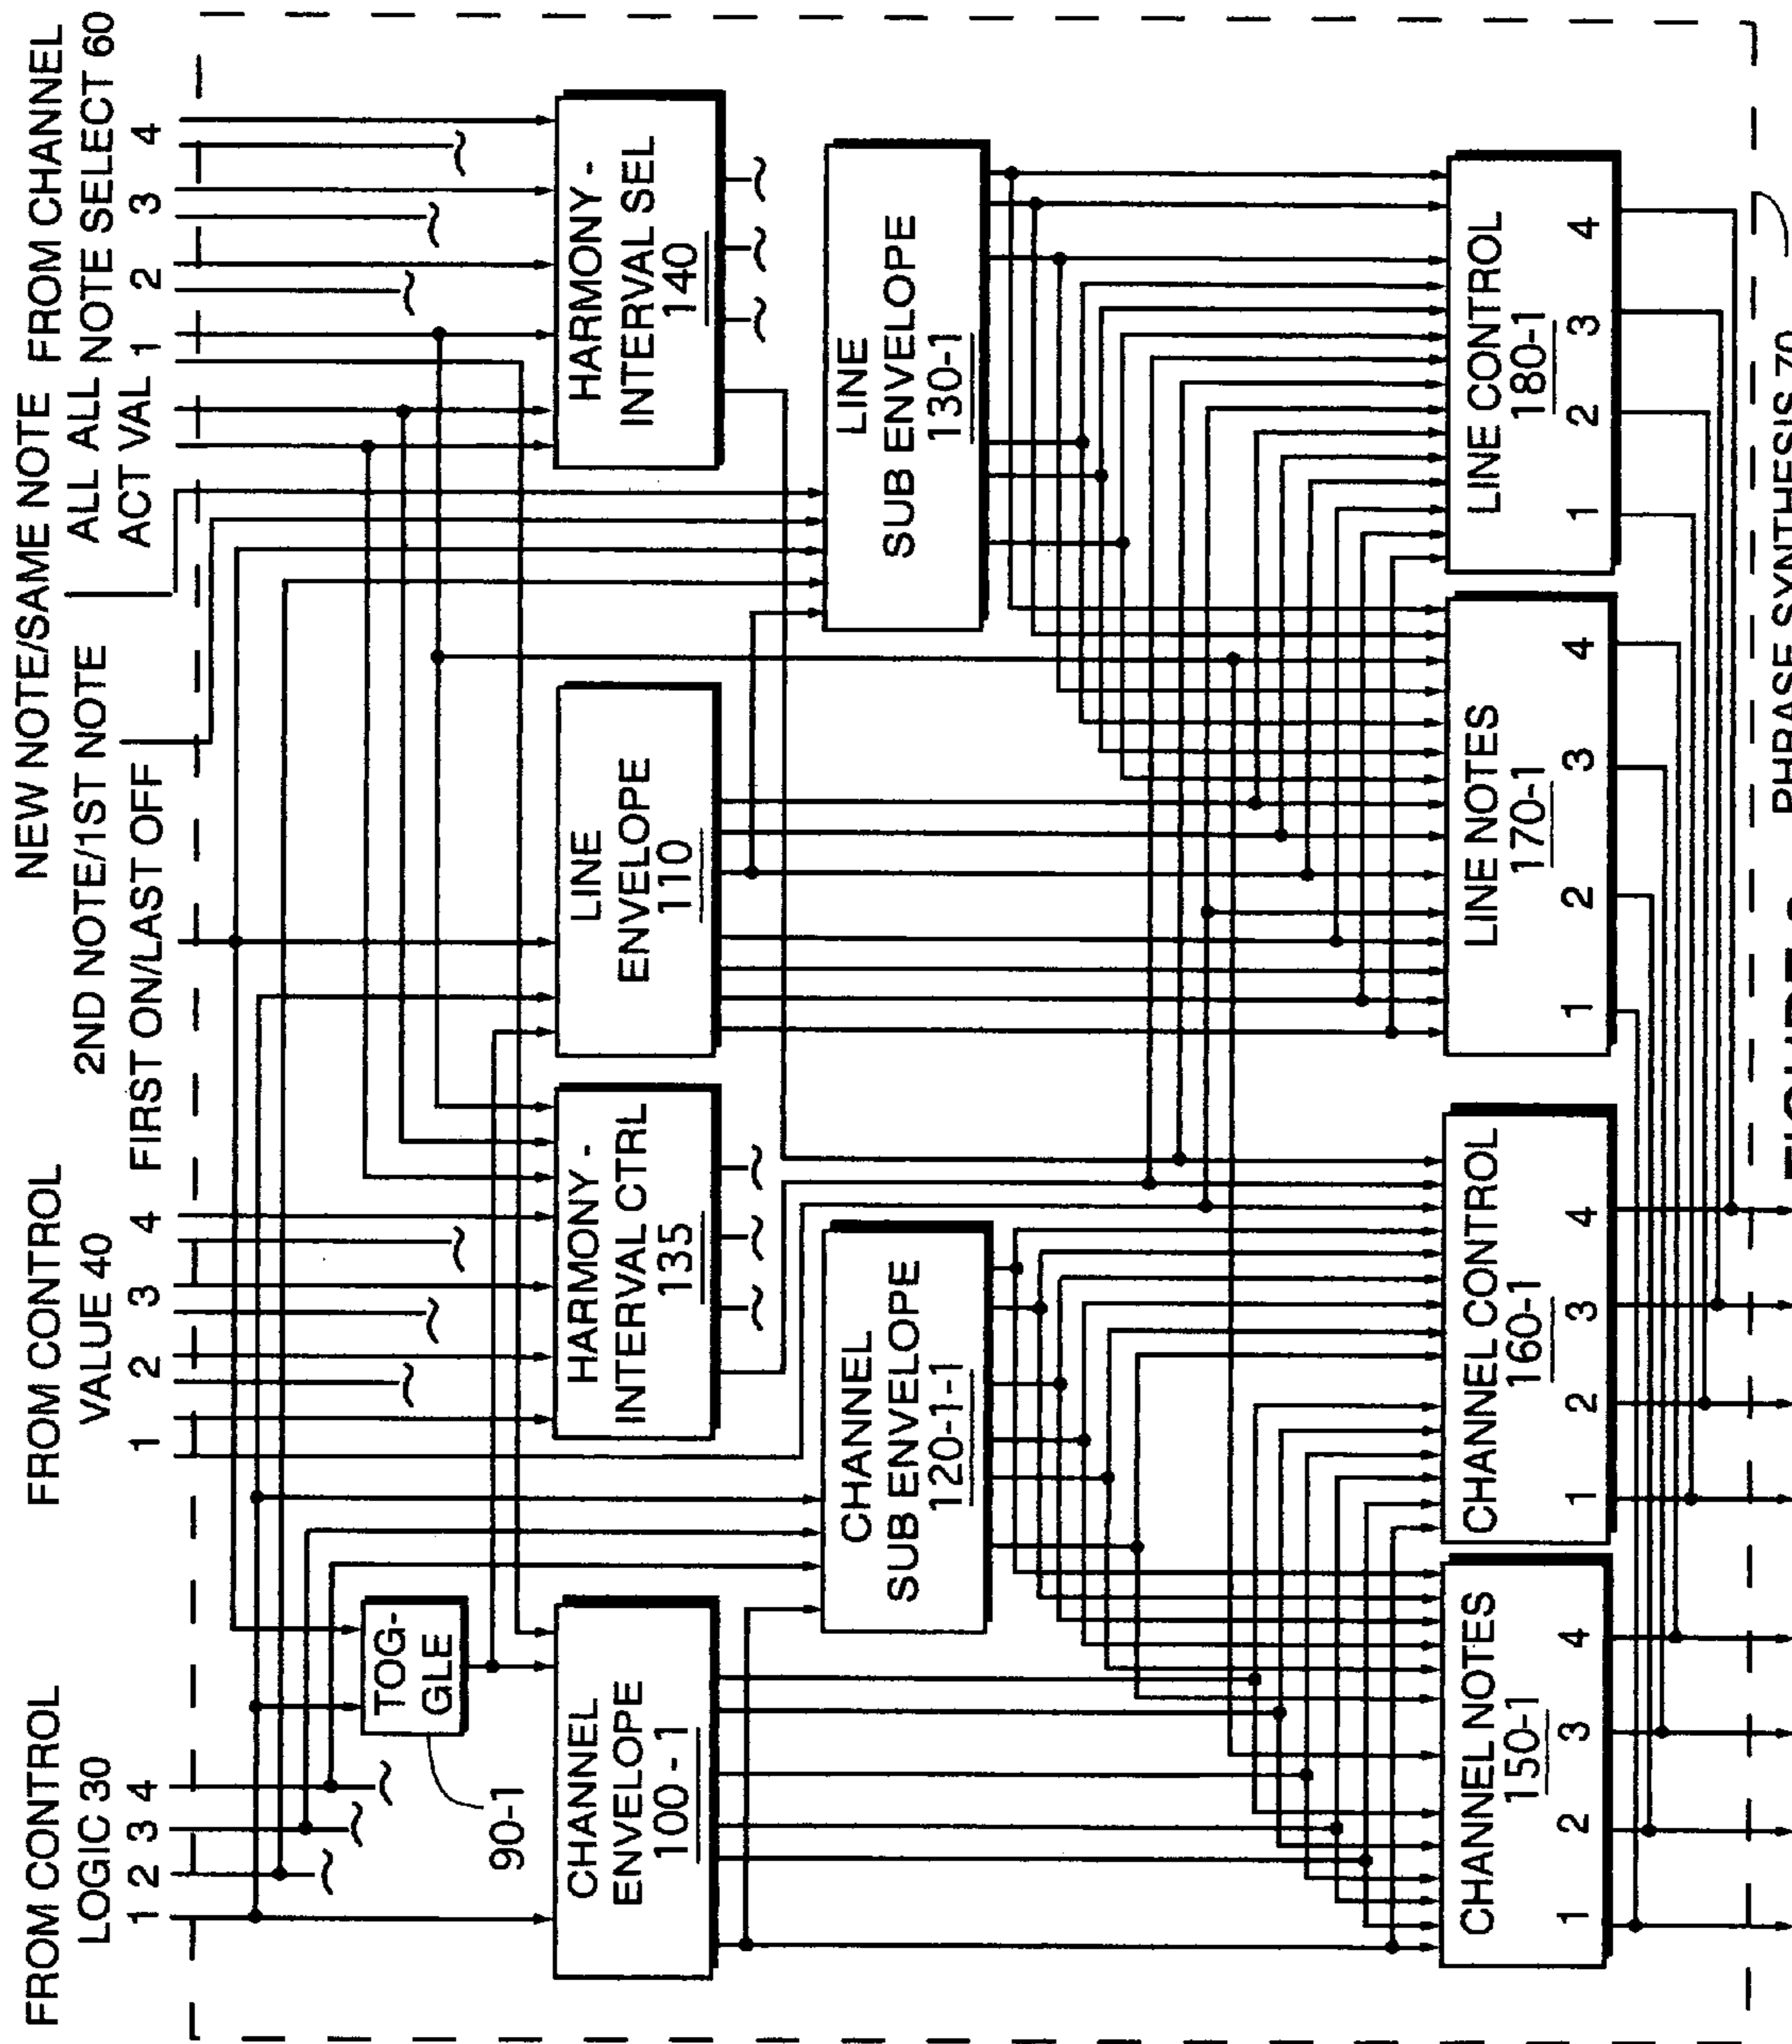 NEW NOTE/SAME NOTE FROM CHANNEL
ALL ALL NOTE SELECT 60
ACT VAL 1 2 3 4
2ND NOTE/1ST NOTE
FIRST ON/LAST OFF
FROM CONTROL
VALUE 40
1 2 3 4
FROM CONTROL
LOGIC 30
1 2 3 4
TOG-
GLE
90-1
CHANNEL
ENVELOPE
100-1
HARMONY -
INTERVAL CTRL
135
LINE
ENVELOPE
110
HARMONY -
INTERVAL SEL
140
CHANNEL
SUB ENVELOPE
120-1-1
LINE
SUB ENVELOPE
130-1
CHANNEL NOTES
150-1
1 2 3 4
CHANNEL CONTROL
160-1
1 2 3 4
LINE NOTES
170-1
1 2 3 4
LINE CONTROL
180-1
1 2 3 4
PHRASE SYNTHESIS 70